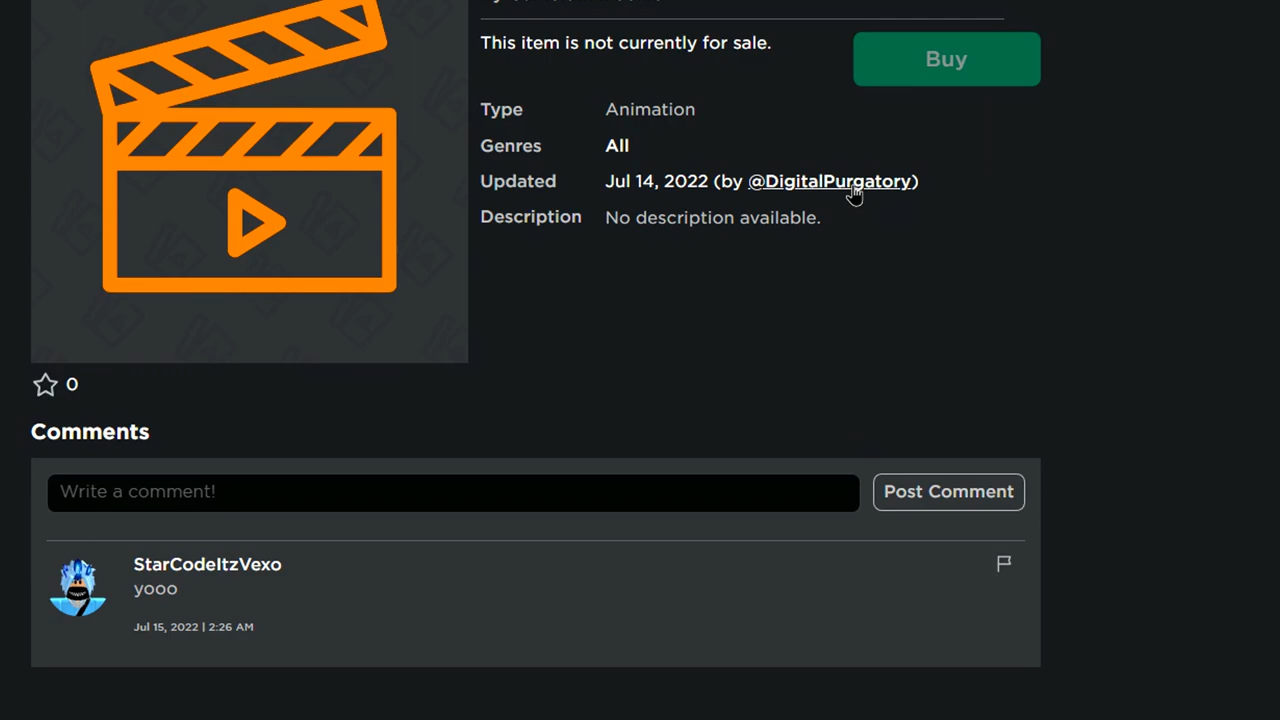 This item is not currently for sale.
Buy
Type Animation
Genres All
Updated Jul 14, 2022 (by @DigitalPurgatory)
Description No description available.
0
Comments
Write a comment!
Post Comment
StarCodeItzVexo
yooo
Jul 15, 2022 | 2:26 AM